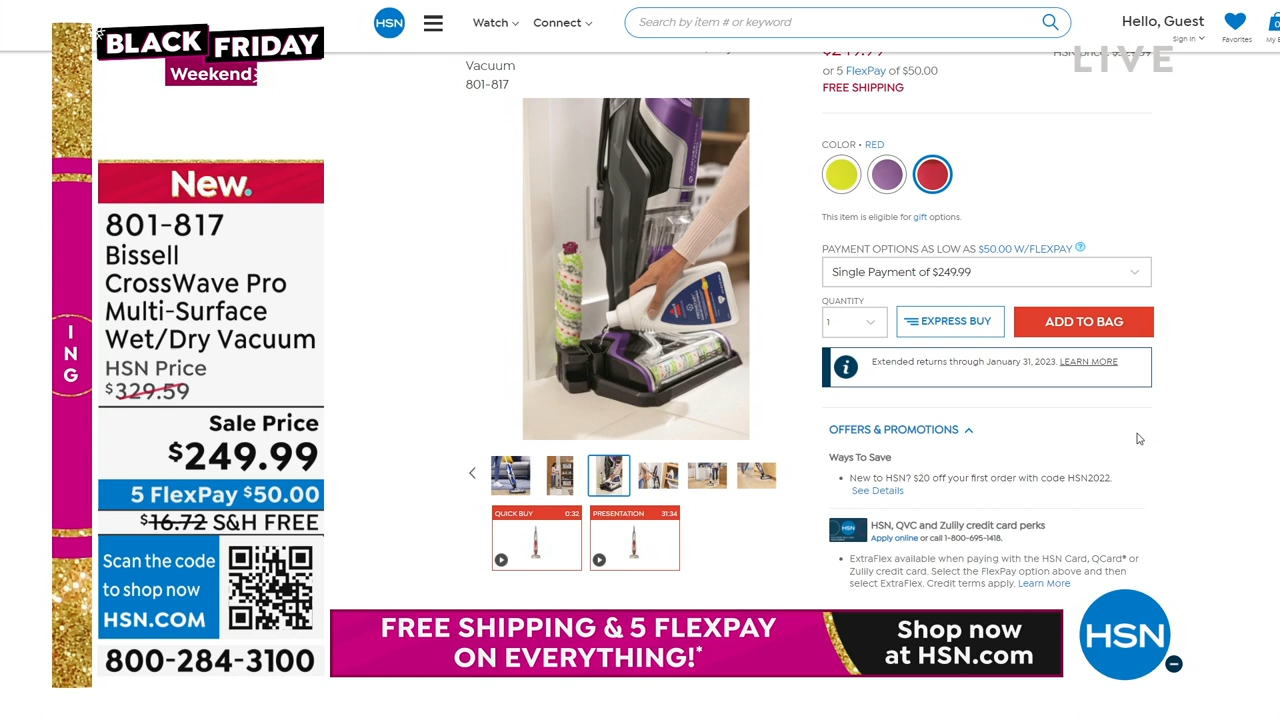 HSN
Watch
Connect
Search by item # or keyword
Hello, Guest
Sign In
Favorites
LIVE
BLACK FRIDAY
Weekend
ING
New.
801-817
Bissell
CrossWave Pro
Multi-Surface
Wet/Dry Vacuum
HSN Price
$329.59
Sale Price
$249.99
5 FlexPay $50.00
$16.72 S&H FREE
Scan the code
to shop now
HSN.COM
800-284-3100
Vacuum
801-817
QUICK BUY 0:32
PRESENTATION 31:34
$249.99
or 5 FlexPay of $50.00
FREE SHIPPING
COLOR • RED
This item is eligible for gift options.
PAYMENT OPTIONS AS LOW AS $50.00 W/FLEXPAY
Single Payment of $249.99
QUANTITY
1
EXPRESS BUY
ADD TO BAG
Extended returns through January 31, 2023. LEARN MORE
OFFERS & PROMOTIONS
Ways To Save
• New to HSN? $20 off your first order with code HSN2022.
See Details
HSN
HSN, QVC and Zulily credit card perks
Apply online or call 1-800-695-1418.
• ExtraFlex available when paying with the HSN Card, QCard® or
Zulily credit card. Select the FlexPay option above and then
select ExtraFlex. Credit terms apply. Learn More
FREE SHIPPING & 5 FLEXPAY
ON EVERYTHING!*
Shop now
at HSN.com
HSN